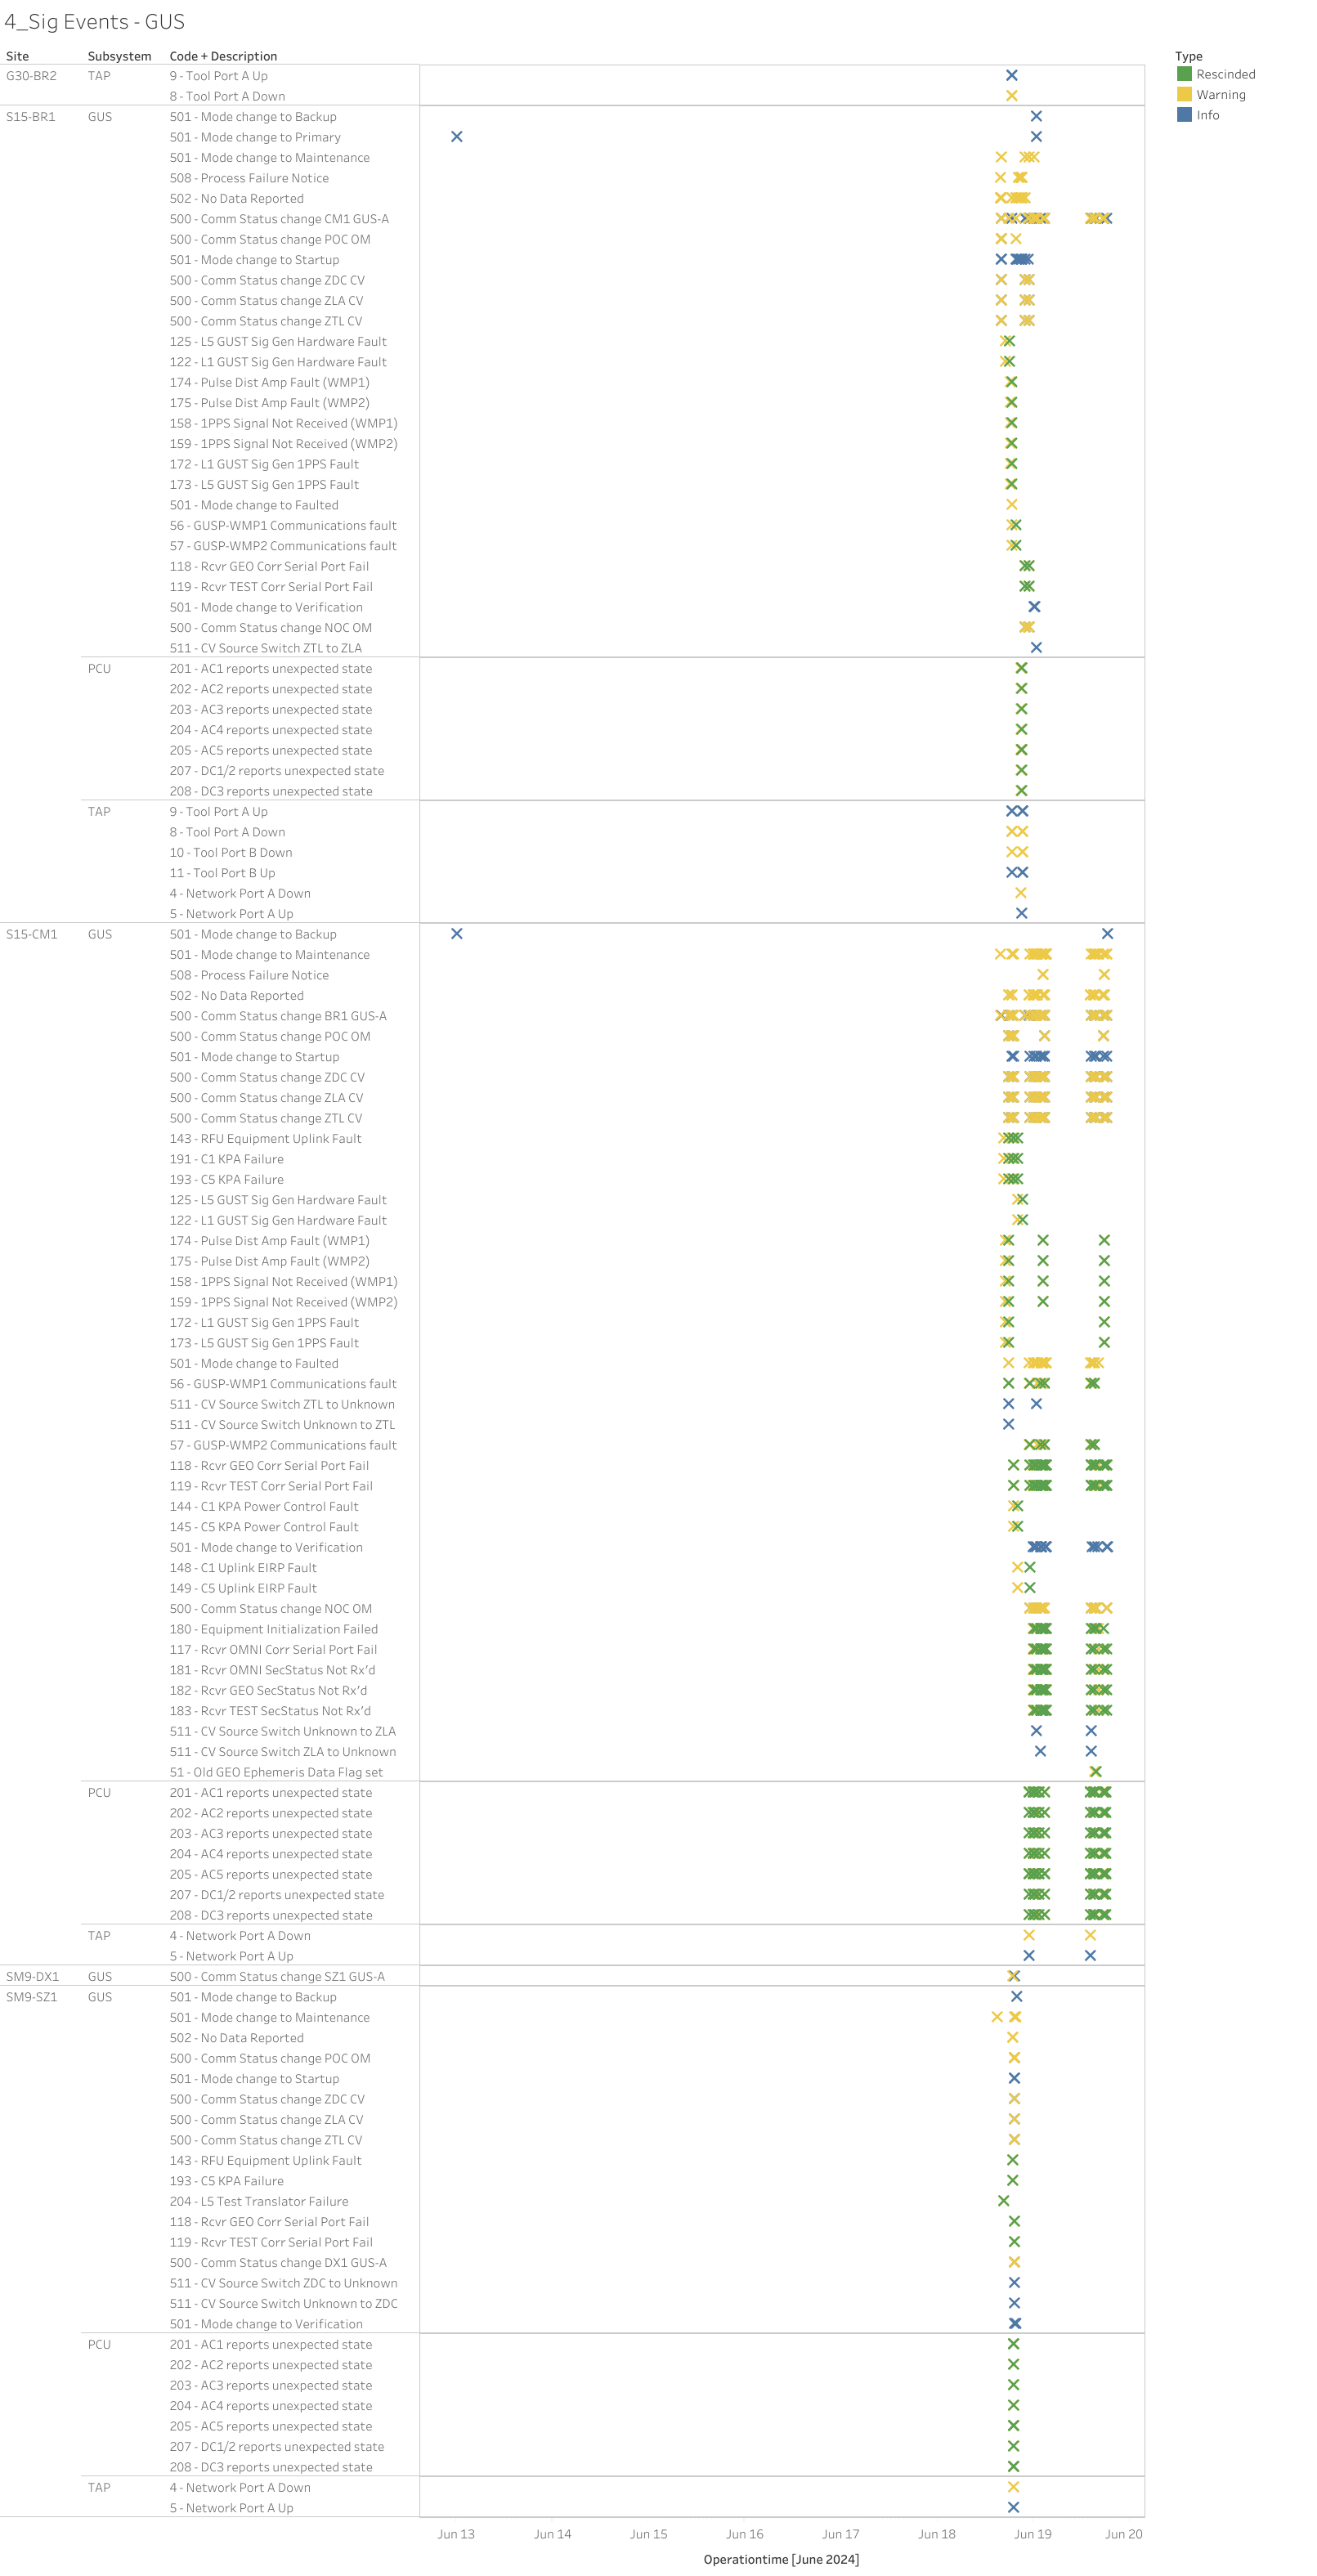 4_Sig Events - GUS
Site Subsystem Code + Description
Type
Rescinded
Warning
Info
G30-BR2 TAP 9 - Tool Port A Up
8 - Tool Port A Down
S15-BR1 GUS 501 - Mode change to Backup
501 - Mode change to Primary
501 - Mode change to Maintenance
508 - Process Failure Notice
502 - No Data Reported
500 - Comm Status change CM1 GUS-A
500 - Comm Status change POC OM
501 - Mode change to Startup
500 - Comm Status change ZDC CV
500 - Comm Status change ZLA CV
500 - Comm Status change ZTL CV
125 - L5 GUST Sig Gen Hardware Fault
122 - L1 GUST Sig Gen Hardware Fault
174 - Pulse Dist Amp Fault (WMP1)
175 - Pulse Dist Amp Fault (WMP2)
158 - 1PPS Signal Not Received (WMP1)
159 - 1PPS Signal Not Received (WMP2)
172 - L1 GUST Sig Gen 1PPS Fault
173 - L5 GUST Sig Gen 1PPS Fault
501 - Mode change to Faulted
56 - GUSP-WMP1 Communications fault
57 - GUSP-WMP2 Communications fault
118 - Rcvr GEO Corr Serial Port Fail
119 - Rcvr TEST Corr Serial Port Fail
501 - Mode change to Verification
500 - Comm Status change NOC OM
511 - CV Source Switch ZTL to ZLA
PCU 201 - AC1 reports unexpected state
202 - AC2 reports unexpected state
203 - AC3 reports unexpected state
204 - AC4 reports unexpected state
205 - AC5 reports unexpected state
207 - DC1/2 reports unexpected state
208 - DC3 reports unexpected state
TAP 9 - Tool Port A Up
8 - Tool Port A Down
10 - Tool Port B Down
11 - Tool Port B Up
4 - Network Port A Down
5 - Network Port A Up
S15-CM1 GUS 501 - Mode change to Backup
501 - Mode change to Maintenance
508 - Process Failure Notice
502 - No Data Reported
500 - Comm Status change BR1 GUS-A
500 - Comm Status change POC OM
501 - Mode change to Startup
500 - Comm Status change ZDC CV
500 - Comm Status change ZLA CV
500 - Comm Status change ZTL CV
143 - RFU Equipment Uplink Fault
191 - C1 KPA Failure
193 - C5 KPA Failure
125 - L5 GUST Sig Gen Hardware Fault
122 - L1 GUST Sig Gen Hardware Fault
174 - Pulse Dist Amp Fault (WMP1)
175 - Pulse Dist Amp Fault (WMP2)
158 - 1PPS Signal Not Received (WMP1)
159 - 1PPS Signal Not Received (WMP2)
172 - L1 GUST Sig Gen 1PPS Fault
173 - L5 GUST Sig Gen 1PPS Fault
501 - Mode change to Faulted
56 - GUSP-WMP1 Communications fault
511 - CV Source Switch ZTL to Unknown
511 - CV Source Switch Unknown to ZTL
57 - GUSP-WMP2 Communications fault
118 - Rcvr GEO Corr Serial Port Fail
119 - Rcvr TEST Corr Serial Port Fail
144 - C1 KPA Power Control Fault
145 - C5 KPA Power Control Fault
501 - Mode change to Verification
148 - C1 Uplink EIRP Fault
149 - C5 Uplink EIRP Fault
500 - Comm Status change NOC OM
180 - Equipment Initialization Failed
117 - Rcvr OMNI Corr Serial Port Fail
181 - Rcvr OMNI SecStatus Not Rx'd
182 - Rcvr GEO SecStatus Not Rx'd
183 - Rcvr TEST SecStatus Not Rx'd
511 - CV Source Switch Unknown to ZLA
511 - CV Source Switch ZLA to Unknown
51 - Old GEO Ephemeris Data Flag set
PCU 201 - AC1 reports unexpected state
202 - AC2 reports unexpected state
203 - AC3 reports unexpected state
204 - AC4 reports unexpected state
205 - AC5 reports unexpected state
207 - DC1/2 reports unexpected state
208 - DC3 reports unexpected state
TAP 4 - Network Port A Down
5 - Network Port A Up
SM9-DX1 GUS 500 - Comm Status change SZ1 GUS-A
SM9-SZ1 GUS 501 - Mode change to Backup
501 - Mode change to Maintenance
502 - No Data Reported
500 - Comm Status change POC OM
501 - Mode change to Startup
500 - Comm Status change ZDC CV
500 - Comm Status change ZLA CV
500 - Comm Status change ZTL CV
143 - RFU Equipment Uplink Fault
193 - C5 KPA Failure
204 - L5 Test Translator Failure
118 - Rcvr GEO Corr Serial Port Fail
119 - Rcvr TEST Corr Serial Port Fail
500 - Comm Status change DX1 GUS-A
511 - CV Source Switch ZDC to Unknown
511 - CV Source Switch Unknown to ZDC
501 - Mode change to Verification
PCU 201 - AC1 reports unexpected state
202 - AC2 reports unexpected state
203 - AC3 reports unexpected state
204 - AC4 reports unexpected state
205 - AC5 reports unexpected state
207 - DC1/2 reports unexpected state
208 - DC3 reports unexpected state
TAP 4 - Network Port A Down
5 - Network Port A Up
Jun 13 Jun 14 Jun 15 Jun 16 Jun 17 Jun 18 Jun 19 Jun 20
Operationtime [June 2024]